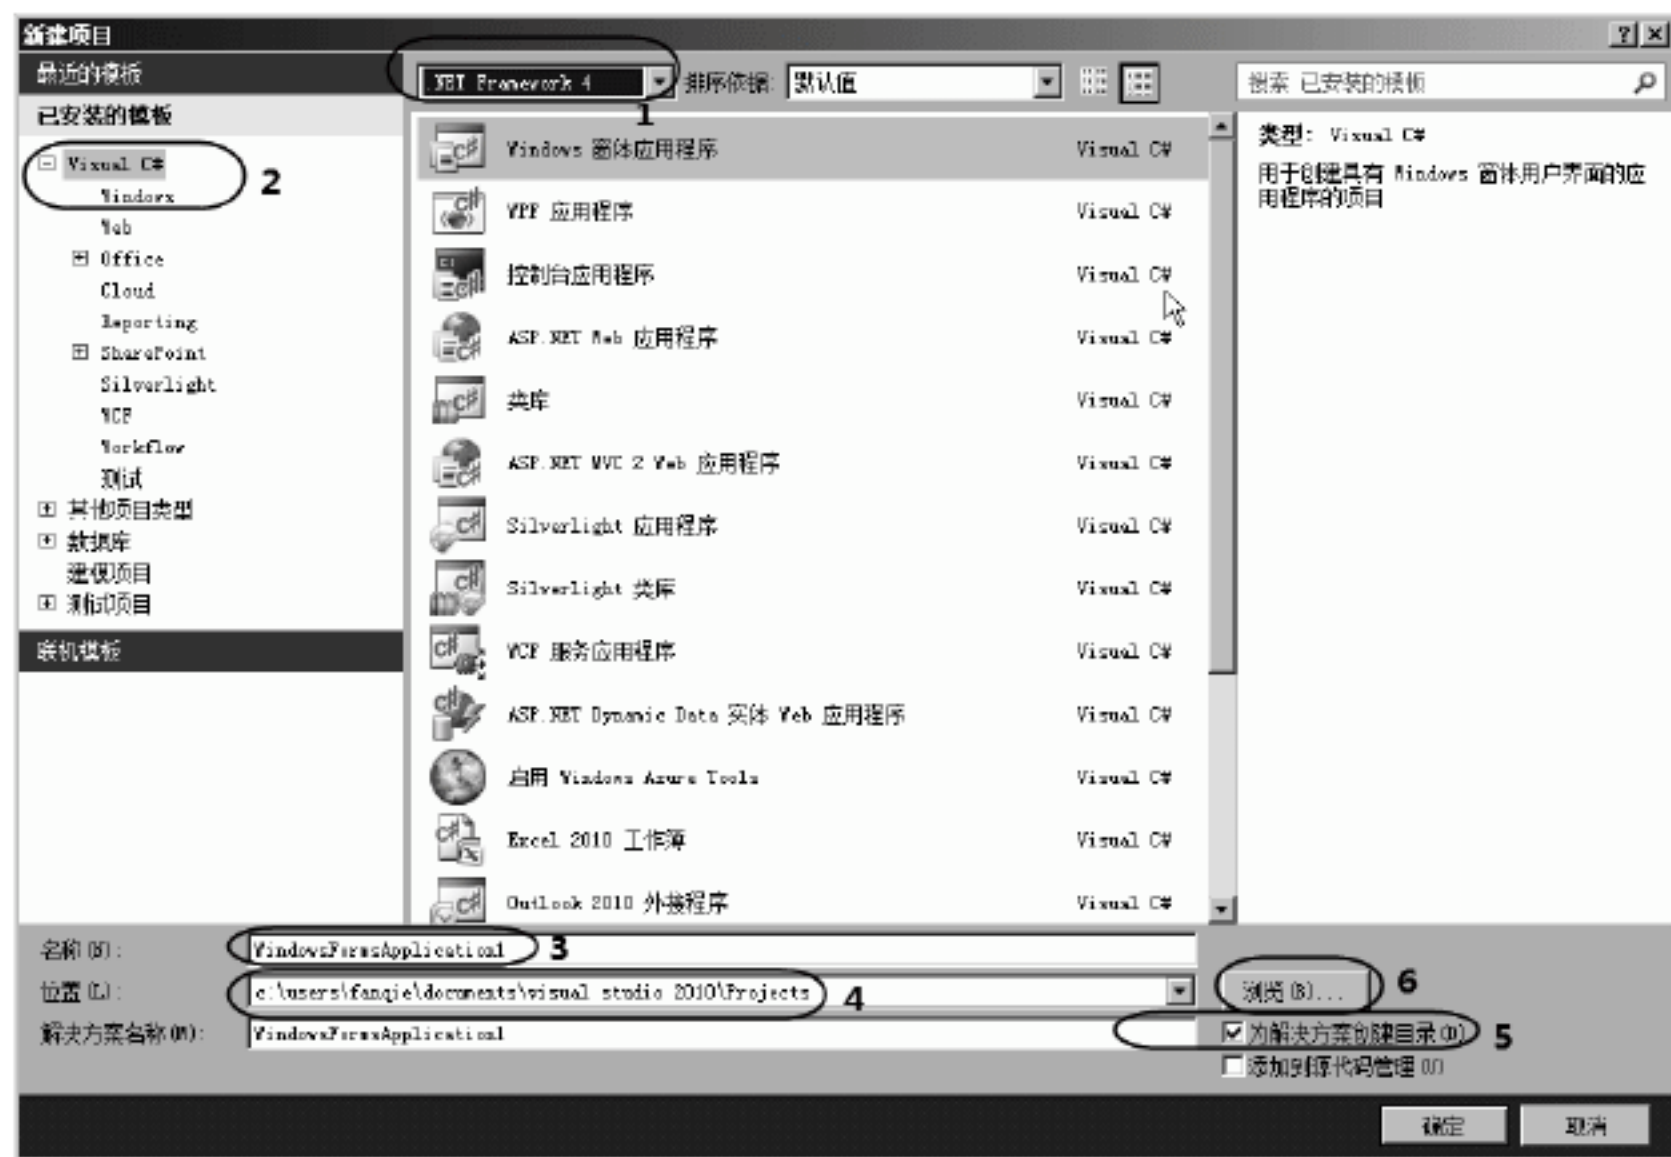 新建项目
最近的模板
.NET Framework 4
排序依据:
默认值
搜索 已安装的模板
1
已安装的模板
Visual C#
2
Windows
Web
Office
Cloud
Reporting
SharePoint
Silverlight
WCF
Workflow
测试
其他项目类型
数据库
建模项目
测试项目
联机模板
Windows 窗体应用程序 Visual C#
WPF 应用程序 Visual C#
控制台应用程序 Visual C#
ASP.NET Web 应用程序 Visual C#
类库 Visual C#
ASP.NET MVC 2 Web 应用程序 Visual C#
Silverlight 应用程序 Visual C#
Silverlight 类库 Visual C#
WCF 服务应用程序 Visual C#
ASP.NET Dynamic Data 实体 Web 应用程序 Visual C#
启用 Windows Azure Tools Visual C#
Excel 2010 工作簿 Visual C#
Outlook 2010 外接程序 Visual C#
类型: Visual C#
用于创建具有 Windows 窗体用户界面的应
用程序的项目
名称(N): WindowsFormsApplication1 3
位置(L): c:\users\fanqie\documents\visual studio 2010\Projects 4
浏览(B)... 6
解决方案名称(M): WindowsFormsApplication1
为解决方案创建目录(D) 5
添加到源代码管理(U)
确定 取消